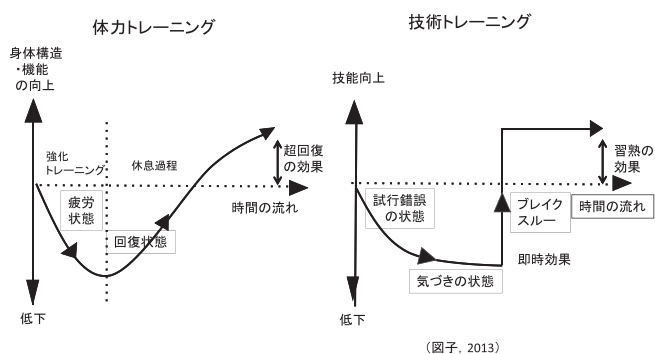 体力トレーニング
身体構造
・機能
の向上
強化
トレーニング
休息過程
超回復
の効果
疲労
状態
時間の流れ
回復状態
低下
技術トレーニング
技能向上
習熟の
効果
試行錯誤
の状態
ブレイク
スルー
時間の流れ
気づきの状態
即時効果
低下
（図子, 2013）